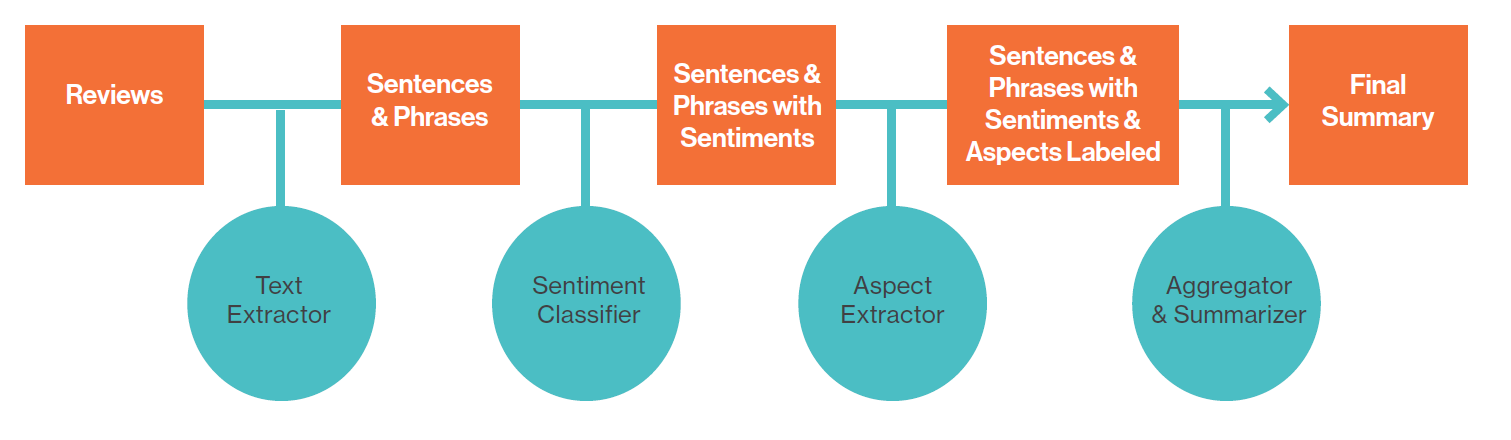 Reviews
Sentences
& Phrases
Sentences &
Phrases with
Sentiments
Sentences &
Phrases with
Sentiments &
Aspects Labeled
Final
Summary
Text
Extractor
Sentiment
Classifier
Aspect
Extractor
Aggregator
& Summarizer